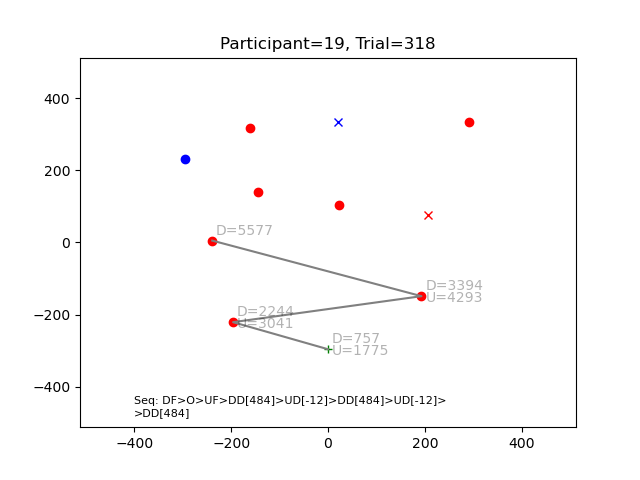 Participant=19, Trial=318
400
200
0
−200
−400
D=5577
D=3394
U=4293
D=2244
U=3041
D=757
U=1775
Seq: DF>O>UF>DD[484]>UD[-12]>DD[484]>UD[-12]>
>DD[484]
−400
−200
0
200
400